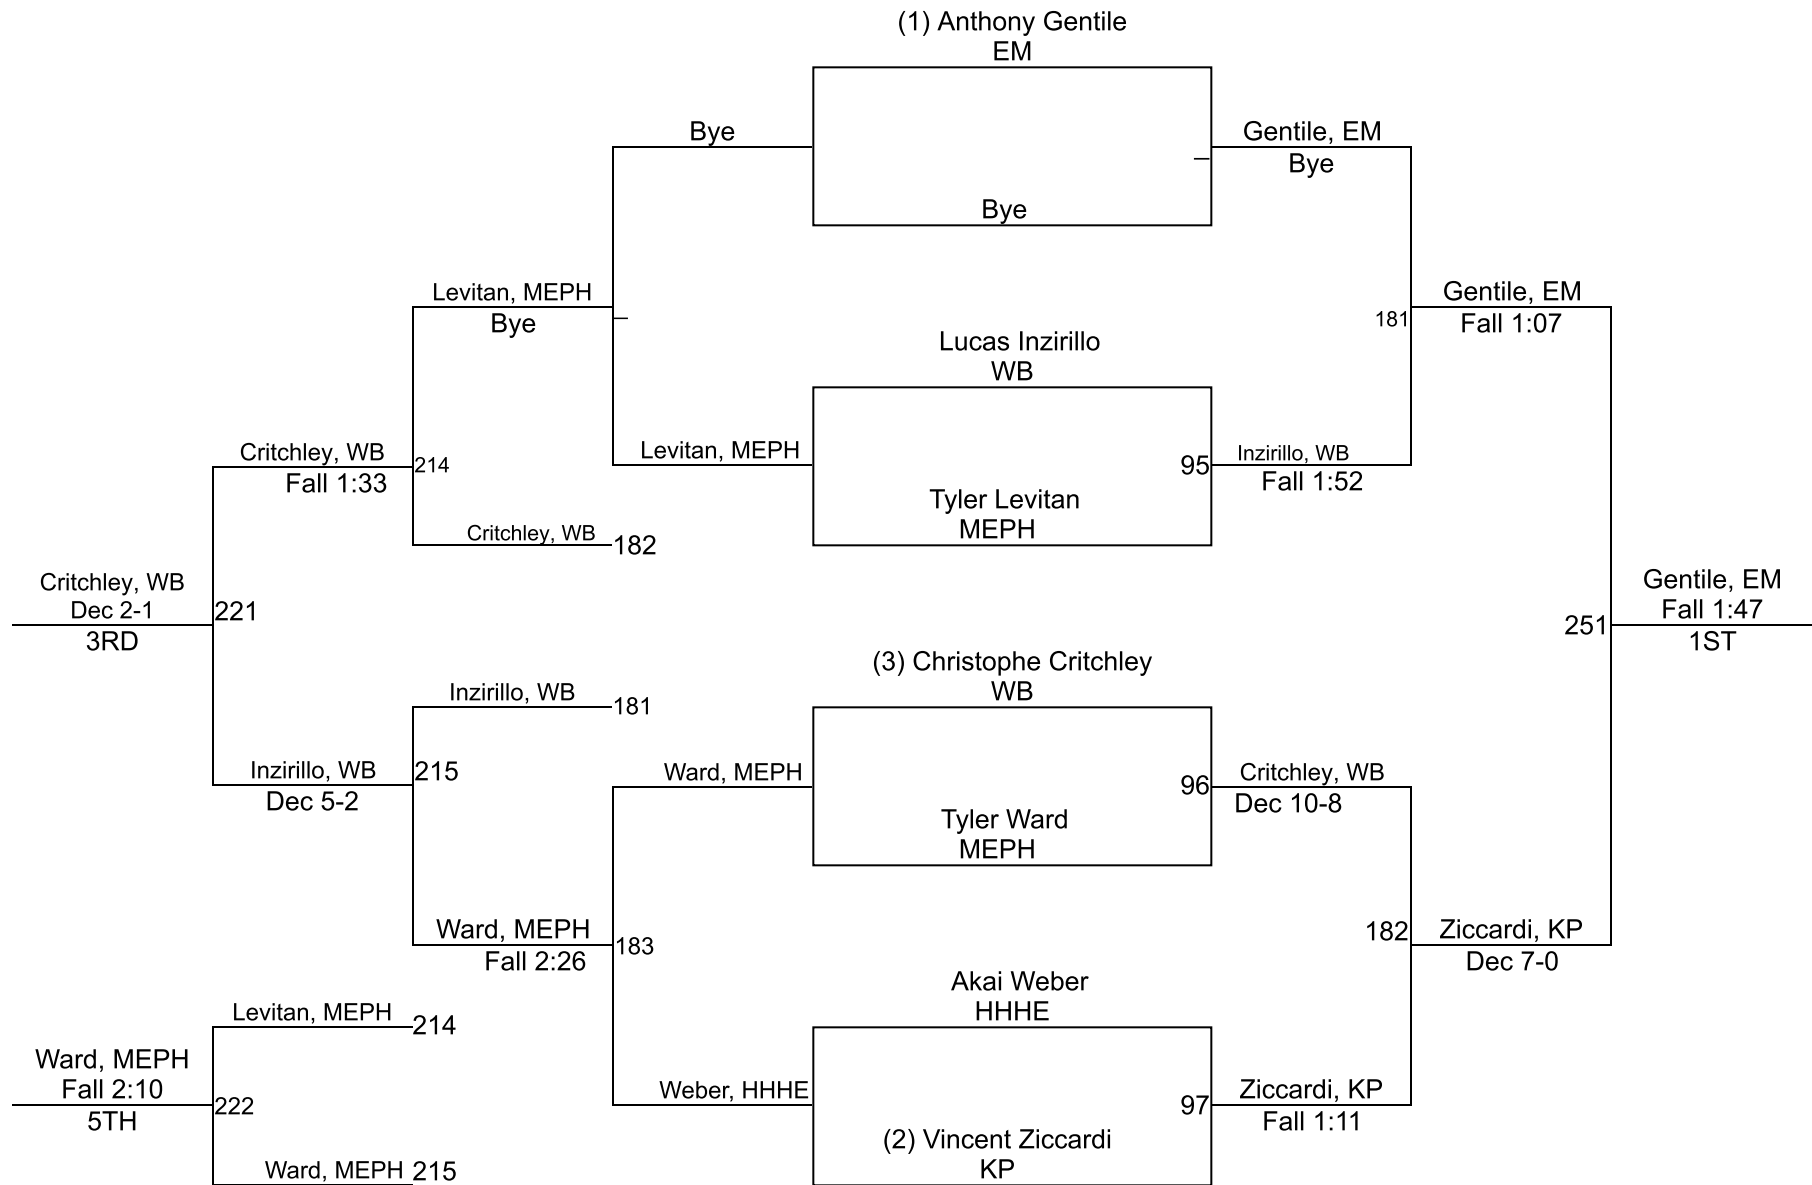 (1) Anthony Gentile
EM
Bye
Gentile, EM
Bye
Bye
Levitan, MEPH
Bye
Gentile, EM
181
Fall 1:07
Lucas Inzirillo
WB
Critchley, WB
214
Fall 1:33
Levitan, MEPH
95
Inzirillo, WB
Fall 1:52
Tyler Levitan
MEPH
Critchley, WB
182
Critchley, WB
Dec 2-1
221
3RD
Gentile, EM
Fall 1:47
251
1ST
(3) Christophe Critchley
WB
Inzirillo, WB
181
Inzirillo, WB
215
Dec 5-2
Ward, MEPH
96
Critchley, WB
Dec 10-8
Tyler Ward
MEPH
Ward, MEPH
183
Fall 2:26
182
Ziccardi, KP
Dec 7-0
Akai Weber
HHHE
Levitan, MEPH
214
Ward, MEPH
Fall 2:10
222
5TH
Weber, HHHE
97
Ziccardi, KP
Fall 1:11
(2) Vincent Ziccardi
KP
Ward, MEPH
215